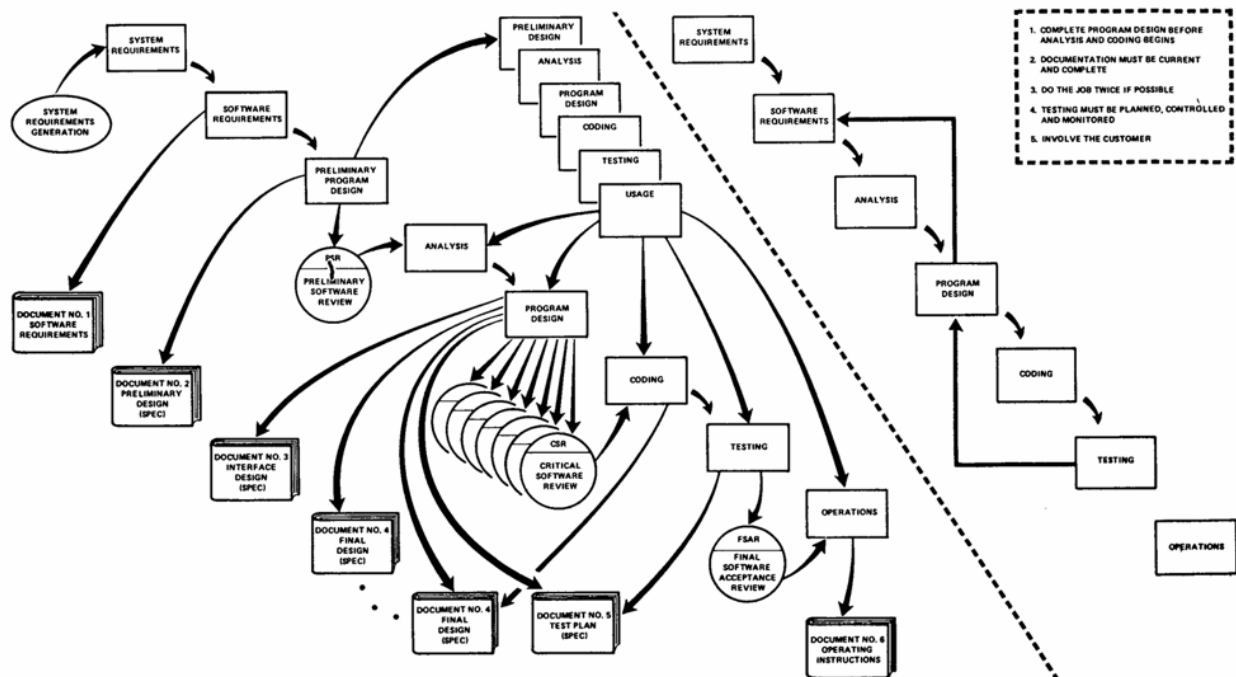 SYSTEM
REQUIREMENTS
SYSTEM
REQUIREMENTS
GENERATION
SOFTWARE
REQUIREMENTS
PRELIMINARY
PROGRAM
DESIGN
PRELIMINARY
DESIGN
ANALYSIS
PROGRAM
DESIGN
CODING
TESTING
USAGE
PSR
PRELIMINARY
SOFTWARE
REVIEW
ANALYSIS
PROGRAM
DESIGN
DOCUMENT NO. 1
SOFTWARE
REQUIREMENTS
DOCUMENT NO. 2
PRELIMINARY
DESIGN
(SPEC)
DOCUMENT NO. 3
INTERFACE
DESIGN
(SPEC)
DOCUMENT NO. 4
FINAL
DESIGN
(SPEC)
CSR
CRITICAL
SOFTWARE
REVIEW
CODING
TESTING
DOCUMENT NO. 4
FINAL
DESIGN
(SPEC)
DOCUMENT NO. 5
TEST PLAN
(SPEC)
FSAR
FINAL
SOFTWARE
ACCEPTANCE
REVIEW
OPERATIONS
DOCUMENT NO. 6
OPERATING
INSTRUCTIONS
SYSTEM
REQUIREMENTS
SOFTWARE
REQUIREMENTS
ANALYSIS
PROGRAM
DESIGN
CODING
TESTING
OPERATIONS
1. COMPLETE PROGRAM DESIGN BEFORE
ANALYSIS AND CODING BEGINS
2. DOCUMENTATION MUST BE CURRENT
AND COMPLETE
3. DO THE JOB TWICE IF POSSIBLE
4. TESTING MUST BE PLANNED, CONTROLLED
AND MONITORED
5. INVOLVE THE CUSTOMER